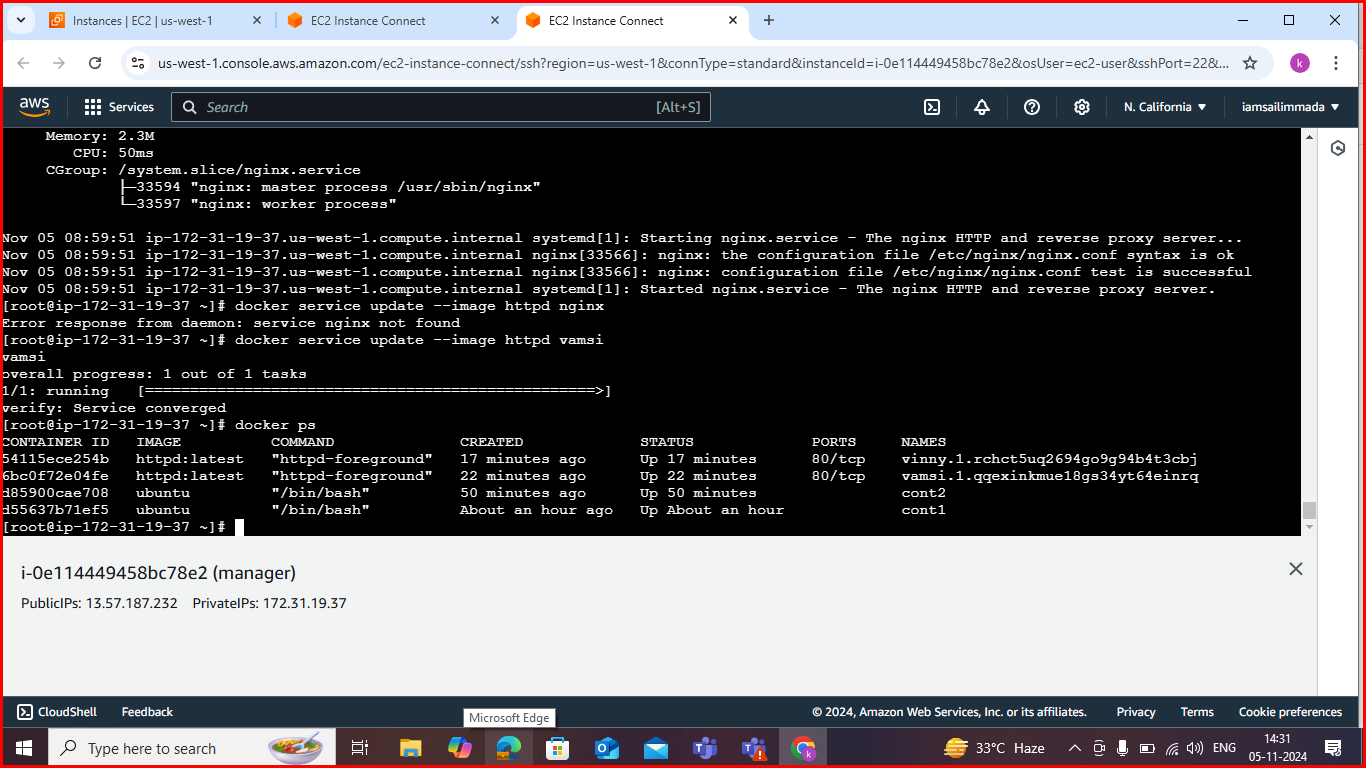 Instances | EC2 | us-west-1
EC2 Instance Connect
EC2 Instance Connect
us-west-1.console.aws.amazon.com/ec2-instance-connect/ssh?region=us-west-1&connType=standard&instanceId=i-0e114449458bc78e2&osUser=ec2-user&sshPort=22&...
k
aws
Services
Search
[Alt+S]
N. California
iamsailimmada
Memory: 2.3M
CPU: 50ms
CGroup: /system.slice/nginx.service
├─33594 "nginx: master process /usr/sbin/nginx"
└─33597 "nginx: worker process"
Nov 05 08:59:51 ip-172-31-19-37.us-west-1.compute.internal systemd[1]: Starting nginx.service - The nginx HTTP and reverse proxy server...
Nov 05 08:59:51 ip-172-31-19-37.us-west-1.compute.internal nginx[33566]: nginx: the configuration file /etc/nginx/nginx.conf syntax is ok
Nov 05 08:59:51 ip-172-31-19-37.us-west-1.compute.internal nginx[33566]: nginx: configuration file /etc/nginx/nginx.conf test is successful
Nov 05 08:59:51 ip-172-31-19-37.us-west-1.compute.internal systemd[1]: Started nginx.service - The nginx HTTP and reverse proxy server.
[root@ip-172-31-19-37 ~]# docker service update --image httpd nginx
Error response from daemon: service nginx not found
[root@ip-172-31-19-37 ~]# docker service update --image httpd vamsi
vamsi
overall progress: 1 out of 1 tasks
1/1: running   [==================================================>]
verify: Service converged
[root@ip-172-31-19-37 ~]# docker ps
CONTAINER ID   IMAGE          COMMAND              CREATED             STATUS             PORTS     NAMES
54115ece254b   httpd:latest   "httpd-foreground"   17 minutes ago      Up 17 minutes      80/tcp    vinny.1.rchct5uq2694go9g94b4t3cbj
6bc0f72e04fe   httpd:latest   "httpd-foreground"   22 minutes ago      Up 22 minutes      80/tcp    vamsi.1.qqexinkmue18gs34yt64einrq
d85900cae708   ubuntu         "/bin/bash"          50 minutes ago      Up 50 minutes                cont2
d55637b71ef5   ubuntu         "/bin/bash"          About an hour ago   Up About an hour             cont1
[root@ip-172-31-19-37 ~]#
i-0e114449458bc78e2 (manager)
PublicIPs: 13.57.187.232    PrivateIPs: 172.31.19.37
CloudShell
Feedback
© 2024, Amazon Web Services, Inc. or its affiliates.
Privacy
Terms
Cookie preferences
Microsoft Edge
Type here to search
33°C Haze
ENG
14:31
05-11-2024